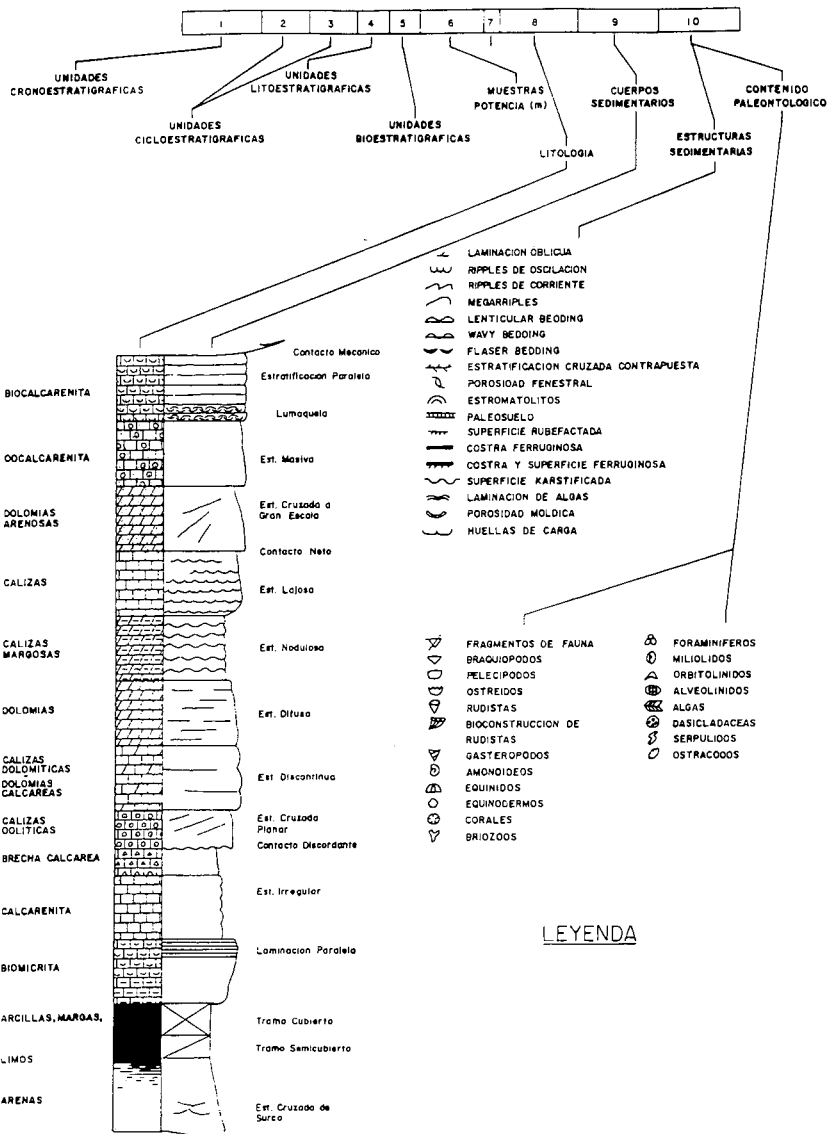 1 2 3 4 5 6 7 8 9 10
UNIDADES
CRONOESTRATIGRAFICAS
UNIDADES
CICLOESTRATIGRAFICAS
UNIDADES
LITOESTRATIGRAFICAS
UNIDADES
BIOESTRATIGRAFICAS
MUESTRAS
POTENCIA (m)
LITOLOGIA
CUERPOS
SEDIMENTARIOS
ESTRUCTURAS
SEDIMENTARIAS
CONTENIDO
PALEONTOLOGICO
LAMINACION OBLICUA
RIPPLES DE OSCILACION
RIPPLES DE CORRIENTE
MEGARRIPLES
LENTICULAR BEDDING
WAVY BEDDING
FLASER BEDDING
ESTRATIFICACION CRUZADA CONTRAPUESTA
POROSIDAD FENESTRAL
ESTROMATOLITOS
PALEOSUELO
SUPERFICIE RUBEFACTADA
COSTRA FERRUGINOSA
COSTRA Y SUPERFICIE FERRUGINOSA
SUPERFICIE KARSTIFICADA
LAMINACION DE ALGAS
POROSIDAD MOLDICA
HUELLAS DE CARGA
FRAGMENTOS DE FAUNA
BRAQUIOPODOS
PELECIPODOS
OSTREIDOS
RUDISTAS
BIOCONSTRUCCION DE
RUDISTAS
GASTEROPODOS
AMONOIDEOS
EQUINIDOS
EQUINODERMOS
CORALES
BRIOZOOS
FORAMINIFEROS
MILIOLIDOS
ORBITOLINIDOS
ALVEOLINIDOS
ALGAS
DASICLADACEAS
SERPULIDOS
OSTRACODOS
LEYENDA
BIOCALCARENITA
OOCALCARENITA
DOLOMIAS
ARENOSAS
CALIZAS
CALIZAS
MARGOSAS
DOLOMIAS
CALIZAS
DOLOMITICAS
DOLOMIAS
CALCAREAS
CALIZAS
OOLITICAS
BRECHA CALCAREA
CALCARENITA
BIOMICRITA
ARCILLAS, MARGAS,
LIMOS
ARENAS
Contacto Mecanico
Estratificacion Paralela
Lumaquela
Est. Masiva
Est. Cruzada a
Gran Escala
Contacto Neto
Est. Lajosa
Est. Nodulosa
Est. Difusa
Est. Discontinua
Est. Cruzada
Planar
Contacto Discordante
Est. Irregular
Laminacion Paralela
Tramo Cubierto
Tramo Semicubierto
Est. Cruzada de
Surco